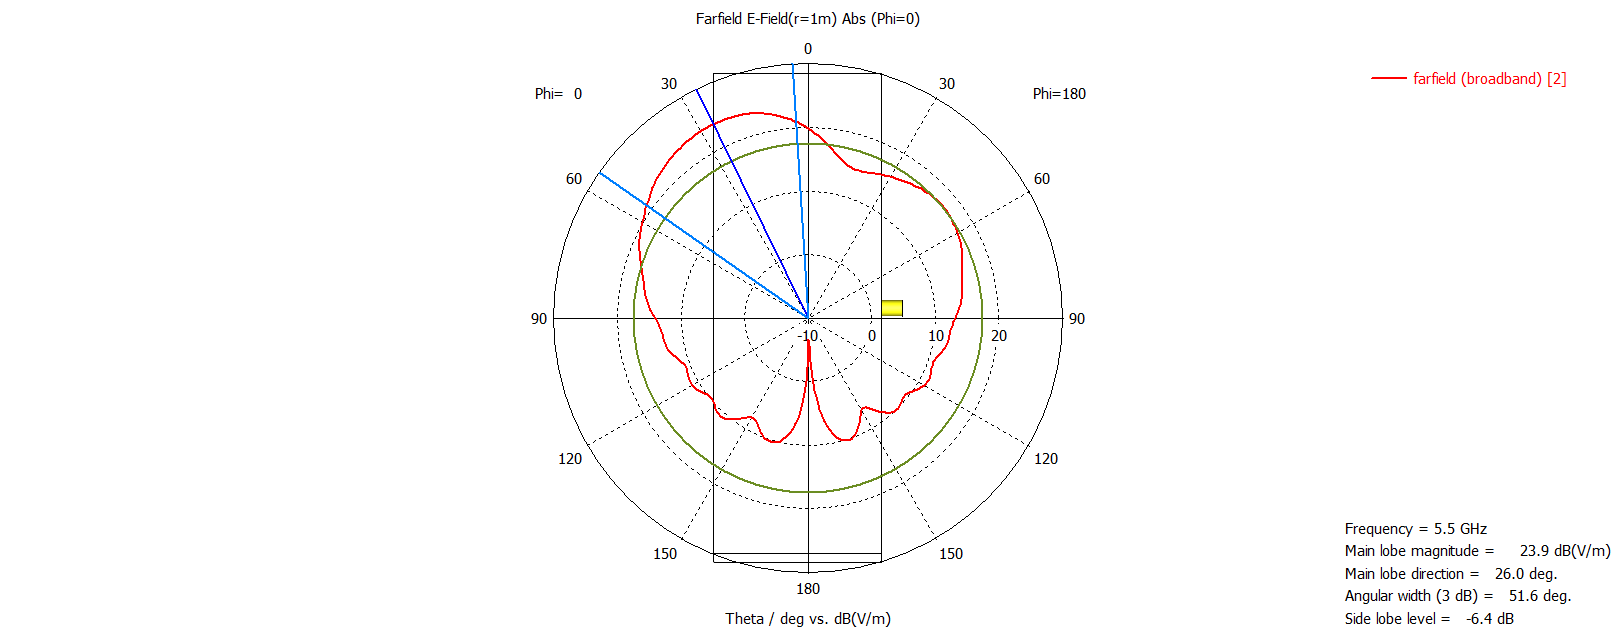 Farfield E-Field(r=1m) Abs (Phi=0)
0
30
30
Phi= 0
Phi=180
farfield (broadband) [2]
60
60
90
90
-10
0
10
20
120
120
150
150
180
Theta / deg vs. dB(V/m)
Frequency = 5.5 GHz
Main lobe magnitude = 23.9 dB(V/m)
Main lobe direction = 26.0 deg.
Angular width (3 dB) = 51.6 deg.
Side lobe level = -6.4 dB